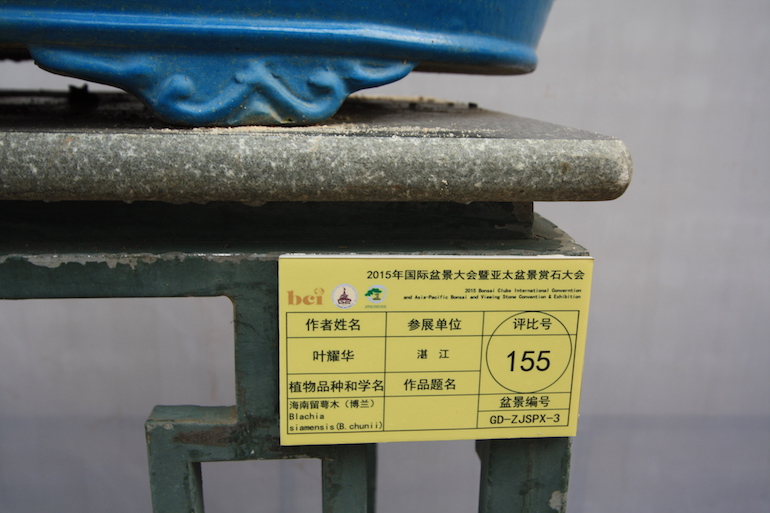 2015年国际盆景大会暨亚太盆景赏石大会
bci
2015 Bonsai Clubs International Convention
and Asia-Pacific Bonsai and Viewing Stone Convention & Exhibition
作者姓名 参展单位 评比号
叶耀华 湛江 155
植物品种和学名 作品题名
海南留萼木（博兰）
Blachia
siamensis(B.chunii)
盆景编号
GD-ZJSPX-3